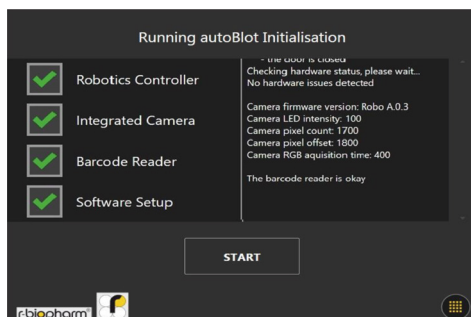 Running autoBlot Initialisation
Robotics Controller
Integrated Camera
Barcode Reader
Software Setup
- the door is closed
Checking hardware status, please wait...
No hardware issues detected
Camera firmware version: Robo A.0.3
Camera LED intensity: 100
Camera pixel count: 1700
Camera pixel offset: 1800
Camera RGB aquisition time: 400
The barcode reader is okay
START
r-biopharm®